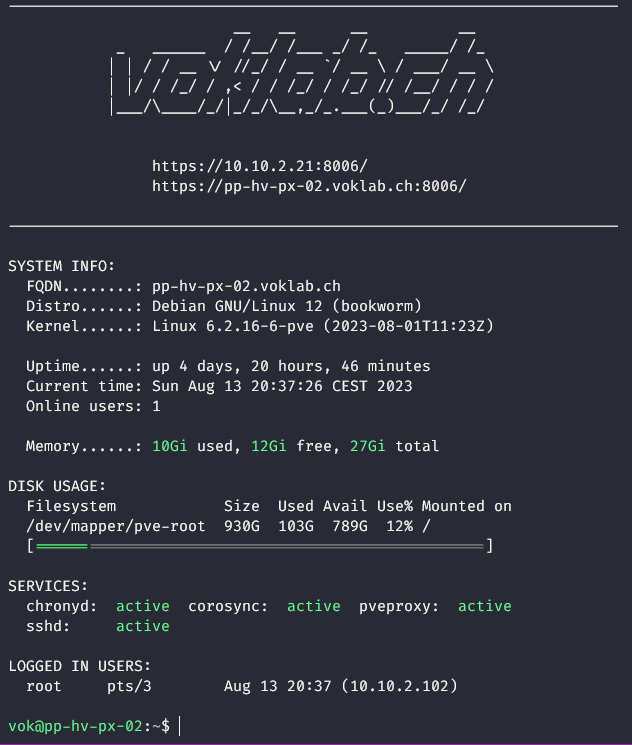 voklab.ch
https://10.10.2.21:8006/
https://pp-hv-px-02.voklab.ch:8006/
SYSTEM INFO:
FQDN........: pp-hv-px-02.voklab.ch
Distro......: Debian GNU/Linux 12 (bookworm)
Kernel......: Linux 6.2.16-6-pve (2023-08-01T11:23Z)
Uptime......: up 4 days, 20 hours, 46 minutes
Current time: Sun Aug 13 20:37:26 CEST 2023
Online users: 1
Memory......: 10Gi used, 12Gi free, 27Gi total
DISK USAGE:
Filesystem Size Used Avail Use% Mounted on
/dev/mapper/pve-root 930G 103G 789G 12% /
[==================================================]
SERVICES:
chronyd: active corosync: active pveproxy: active
sshd: active
LOGGED IN USERS:
root pts/3 Aug 13 20:37 (10.10.2.102)
vok@pp-hv-px-02:~$